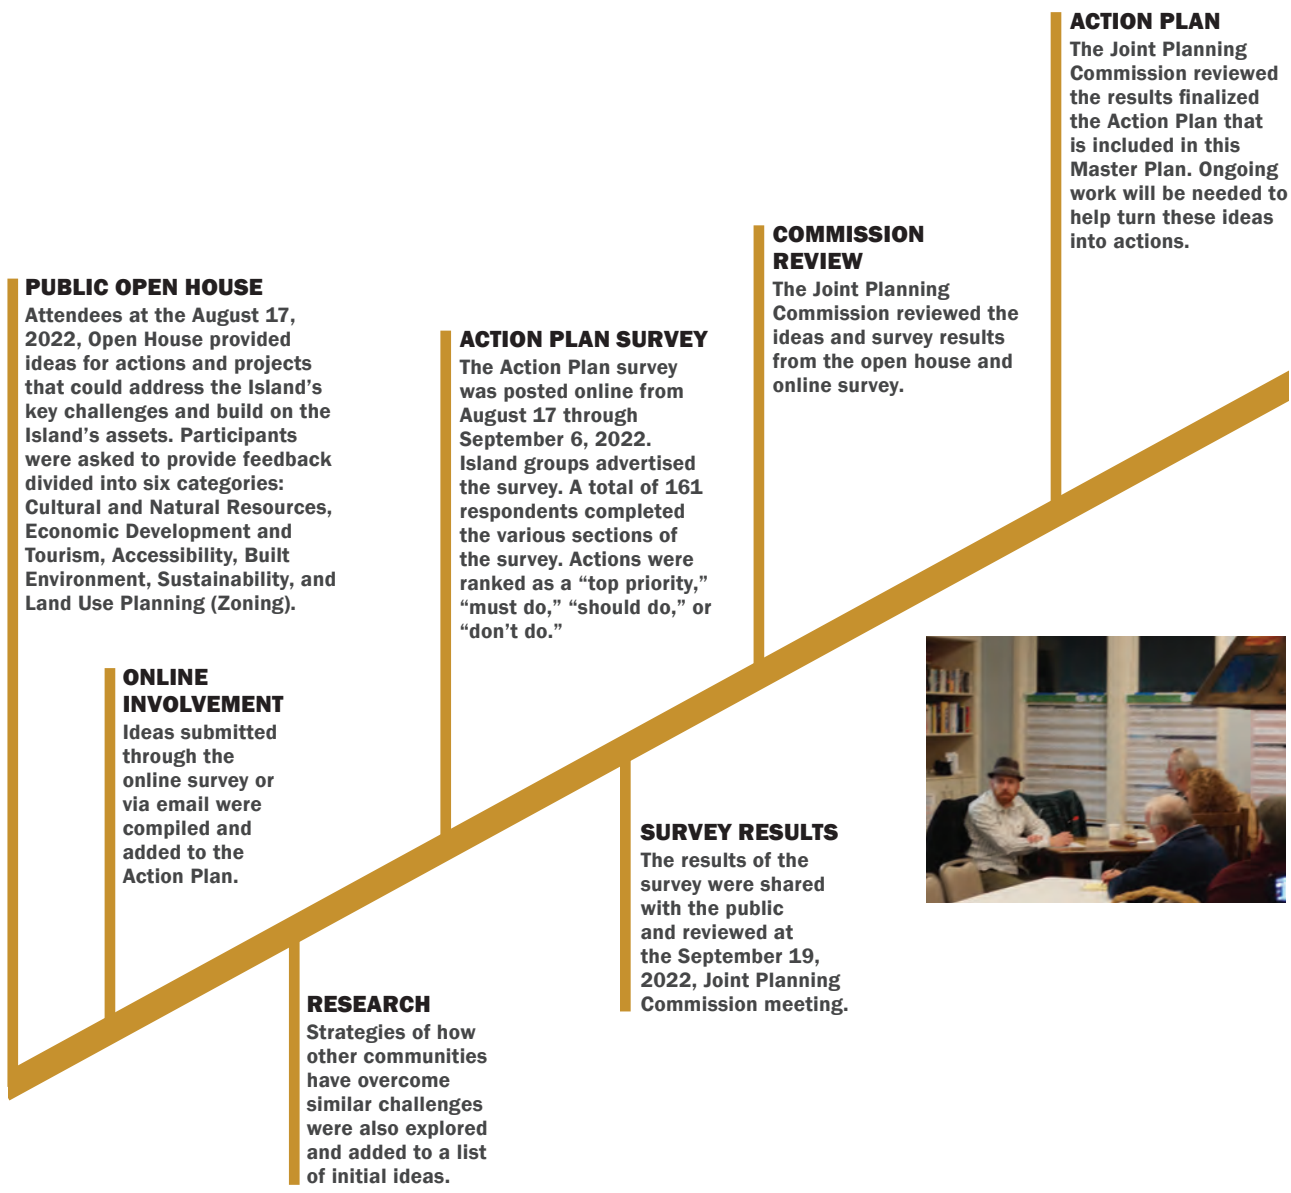 PUBLIC OPEN HOUSE
Attendees at the August 17,
2022, Open House provided
ideas for actions and projects
that could address the Island’s
key challenges and build on the
Island’s assets. Participants
were asked to provide feedback
divided into six categories:
Cultural and Natural Resources,
Economic Development and
Tourism, Accessibility, Built
Environment, Sustainability, and
Land Use Planning (Zoning).
ONLINE
INVOLVEMENT
Ideas submitted
through the
online survey or
via email were
compiled and
added to the
Action Plan.
RESEARCH
Strategies of how
other communities
have overcome
similar challenges
were also explored
and added to a list
of initial ideas.
ACTION PLAN SURVEY
The Action Plan survey
was posted online from
August 17 through
September 6, 2022.
Island groups advertised
the survey. A total of 161
respondents completed
the various sections of
the survey. Actions were
ranked as a “top priority,”
“must do,” “should do,” or
“don’t do.”
SURVEY RESULTS
The results of the
survey were shared
with the public
and reviewed at
the September 19,
2022, Joint Planning
Commission meeting.
COMMISSION
REVIEW
The Joint Planning
Commission reviewed the
ideas and survey results
from the open house and
online survey.
ACTION PLAN
The Joint Planning
Commission reviewed
the results finalized
the Action Plan that
is included in this
Master Plan. Ongoing
work will be needed to
help turn these ideas
into actions.